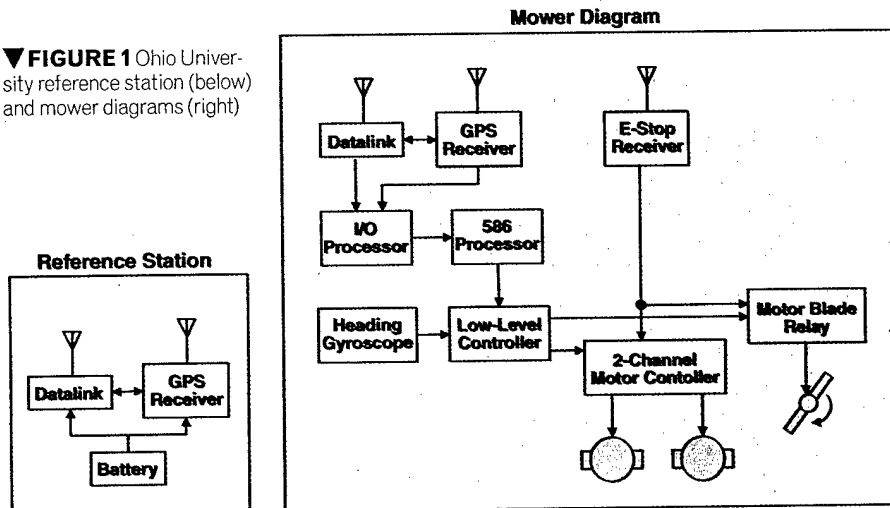 Mower Diagram
▼FIGURE 1 Ohio Univer-
sity reference station (below)
and mower diagrams (right)
Datalink
GPS
Receiver
E-Stop
Receiver
I/O
Processor
586
Processor
Heading
Gyroscope
Low-Level
Controller
Motor Blade
Relay
2-Channel
Motor Contoller
Reference Station
Datalink
GPS
Receiver
Battery